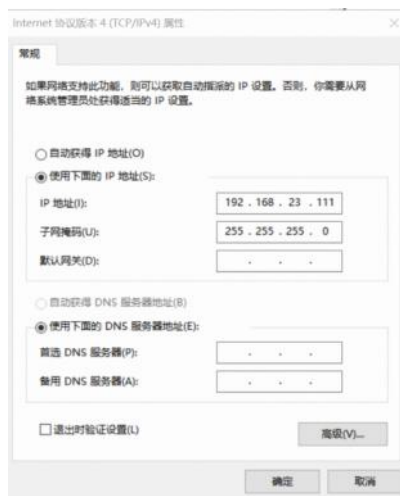 Internet 协议版本 4 (TCP/IPv4) 属性
常规
如果网络支持此功能，则可以获取自动指派的 IP 设置。否则，你需要从网
络系统管理员处获得适当的 IP 设置。
自动获得 IP 地址(O)
使用下面的 IP 地址(S):
IP 地址(I): 192 . 168 . 23 . 111
子网掩码(U): 255 . 255 . 255 . 0
默认网关(D): . . .
自动获得 DNS 服务器地址(B)
使用下面的 DNS 服务器地址(E):
首选 DNS 服务器(P): . . .
备用 DNS 服务器(A): . . .
退出时验证设置(L)
高级(V)...
确定 取消